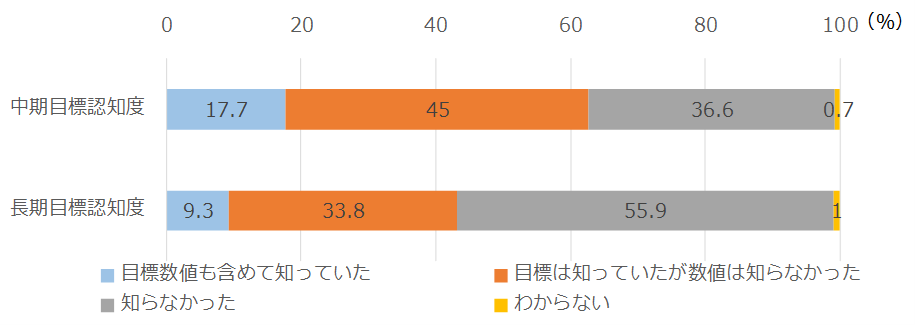 0 20 40 60 80 100 (%)
中期目標認知度 17.7 45 36.6 0.7
長期目標認知度 9.3 33.8 55.9 1
目標数値も含めて知っていた 目標は知っていたが数値は知らなかった
知らなかった わからない